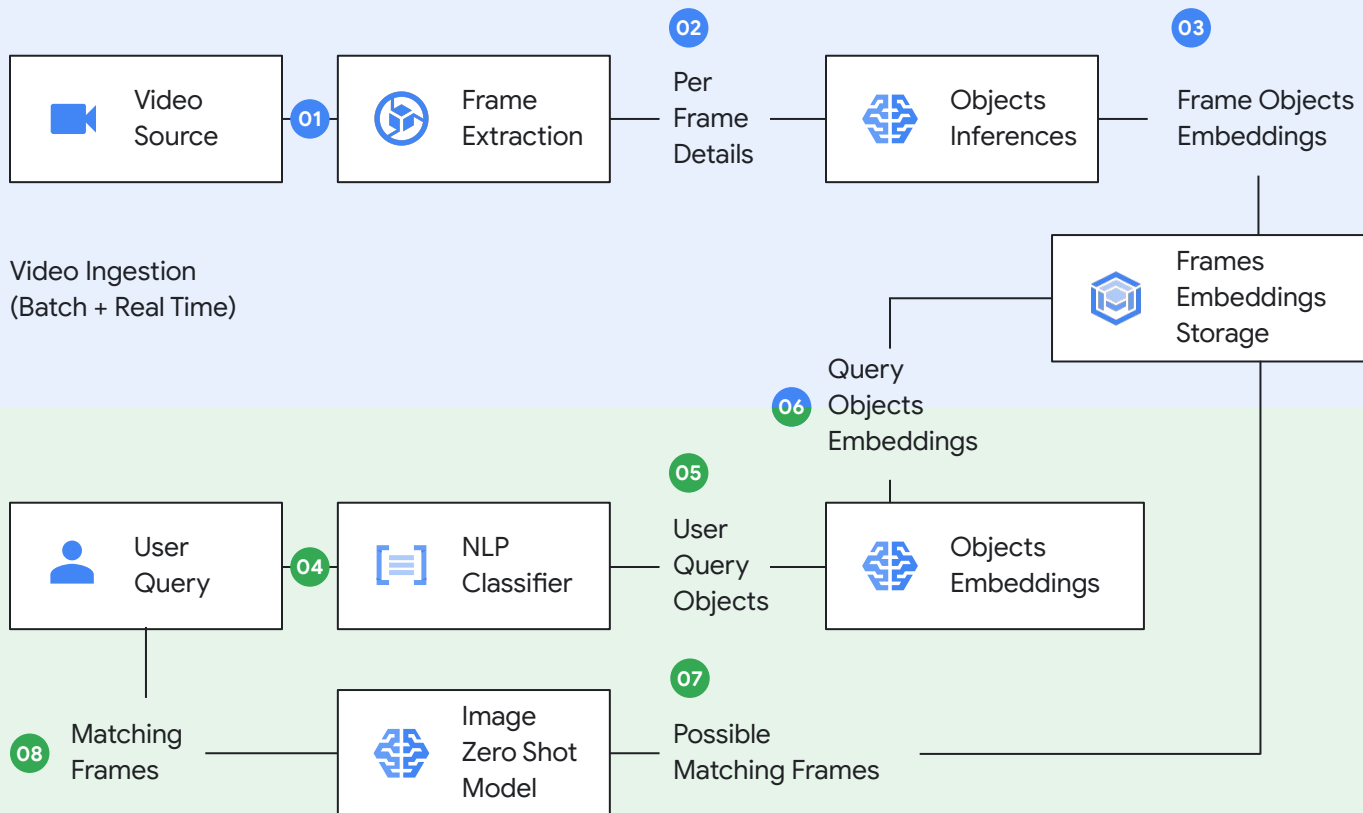 02
03
Video
Source
01
Frame
Extraction
Per
Frame
Details
Objects
Inferences
Frame Objects
Embeddings
Video Ingestion
(Batch + Real Time)
Frames
Embeddings
Storage
06
Query
Objects
Embeddings
05
User
Query
04
NLP
Classifier
User
Query
Objects
Objects
Embeddings
07
08
Matching
Frames
Image
Zero Shot
Model
Possible
Matching Frames